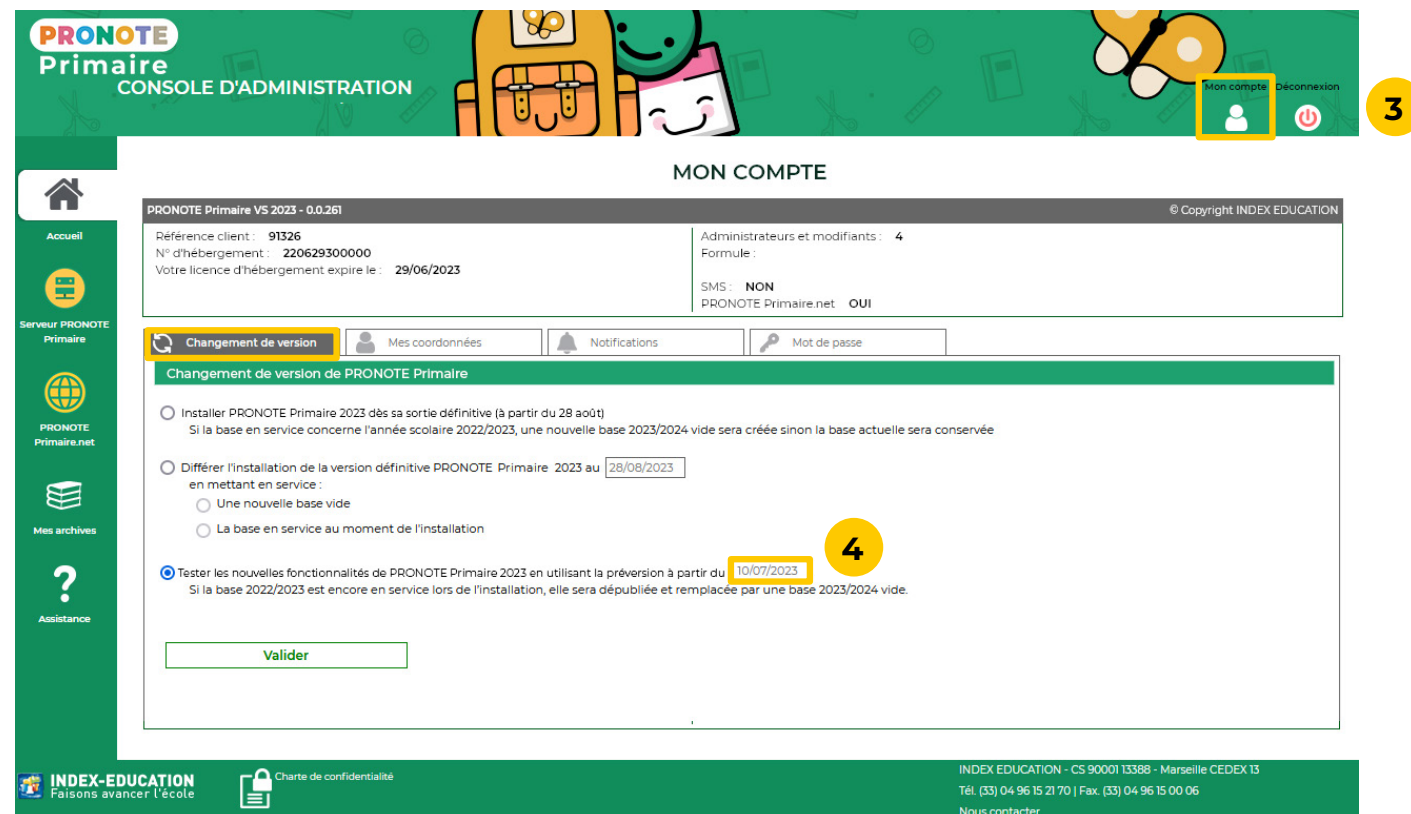 PRONOTE
Primaire
CONSOLE D'ADMINISTRATION
Mon compte
Déconnexion
3
MON COMPTE
PRONOTE Primaire VS 2023 - 0.0.261
© Copyright INDEX EDUCATION
Référence client : 91326
N° d'hébergement : 220629300000
Votre licence d'hébergement expire le : 29/06/2023
Administrateurs et modifiants : 4
Formule :
SMS : NON
PRONOTE Primaire.net OUI
Accueil
Serveur PRONOTE
Primaire
PRONOTE
Primaire.net
Mes archives
Assistance
Changement de version
Mes coordonnées
Notifications
Mot de passe
Changement de version de PRONOTE Primaire
Installer PRONOTE Primaire 2023 dès sa sortie définitive (à partir du 28 août)
Si la base en service concerne l'année scolaire 2022/2023, une nouvelle base 2023/2024 vide sera créée sinon la base actuelle sera conservée
Différer l'installation de la version définitive PRONOTE Primaire 2023 au 28/08/2023
en mettant en service :
Une nouvelle base vide
La base en service au moment de l'installation
4
Tester les nouvelles fonctionnalités de PRONOTE Primaire 2023 en utilisant la préversion à partir du 10/07/2023
Si la base 2022/2023 est encore en service lors de l'installation, elle sera dépubliée et remplacée par une base 2023/2024 vide.
Valider
INDEX-EDUCATION
Faisons avancer l'école
Charte de confidentialité
INDEX EDUCATION - CS 90001 13388 - Marseille CEDEX 13
Tél. (33) 04 96 15 21 70 | Fax. (33) 04 96 15 00 06
Nous contacter